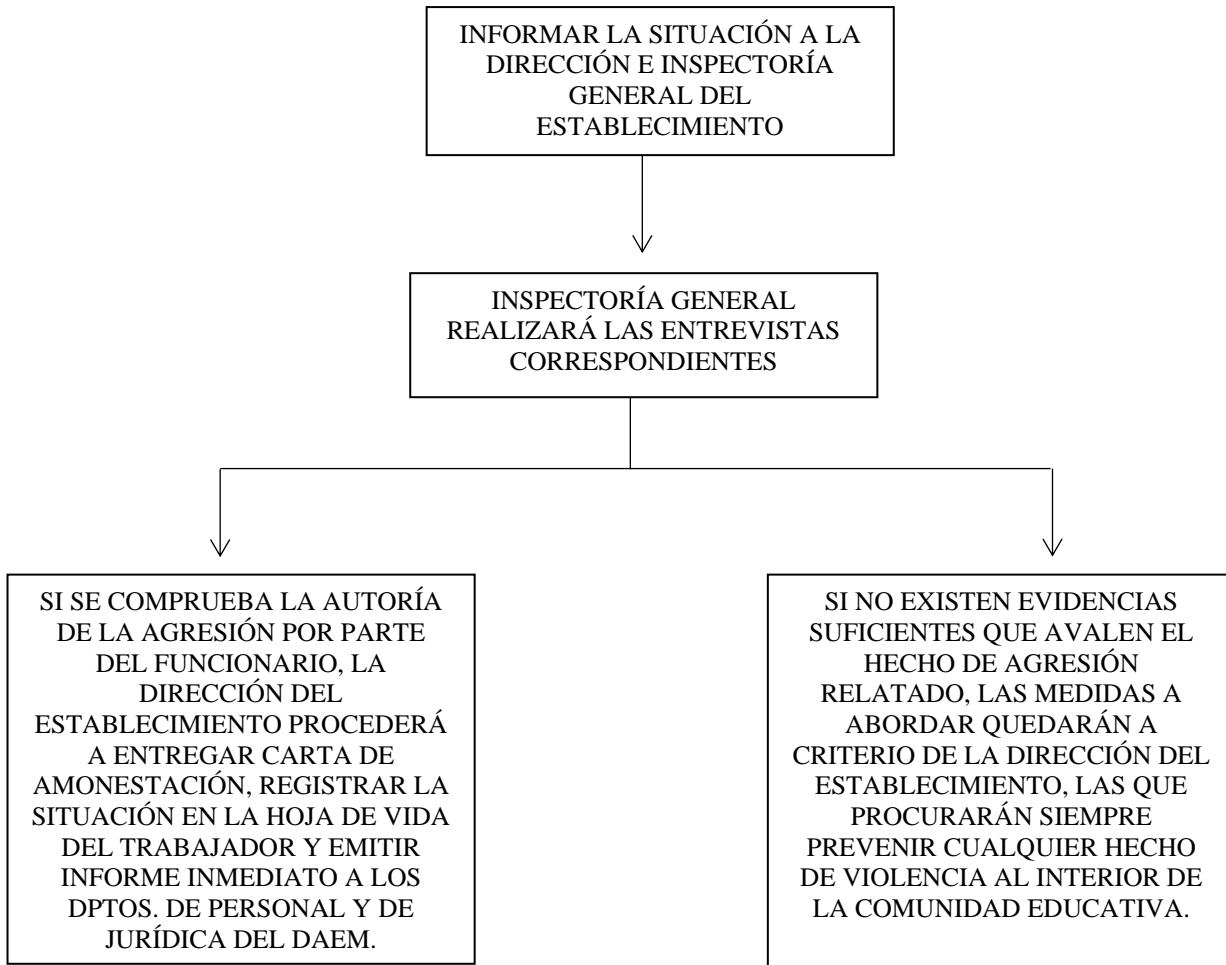 INFORMAR LA SITUACIÓN A LA
DIRECCIÓN E INSPECTORÍA
GENERAL DEL
ESTABLECIMIENTO
INSPECTORÍA GENERAL
REALIZARÁ LAS ENTREVISTAS
CORRESPONDIENTES
SI SE COMPRUEBA LA AUTORÍA
DE LA AGRESIÓN POR PARTE
DEL FUNCIONARIO, LA
DIRECCIÓN DEL
ESTABLECIMIENTO PROCEDERÁ
A ENTREGAR CARTA DE
AMONESTACIÓN, REGISTRAR LA
SITUACIÓN EN LA HOJA DE VIDA
DEL TRABAJADOR Y EMITIR
INFORME INMEDIATO A LOS
DPTOS. DE PERSONAL Y DE
JURÍDICA DEL DAEM.
SI NO EXISTEN EVIDENCIAS
SUFICIENTES QUE AVALEN EL
HECHO DE AGRESIÓN
RELATADO, LAS MEDIDAS A
ABORDAR QUEDARÁN A
CRITERIO DE LA DIRECCIÓN DEL
ESTABLECIMIENTO, LAS QUE
PROCURARÁN SIEMPRE
PREVENIR CUALQUIER HECHO
DE VIOLENCIA AL INTERIOR DE
LA COMUNIDAD EDUCATIVA.